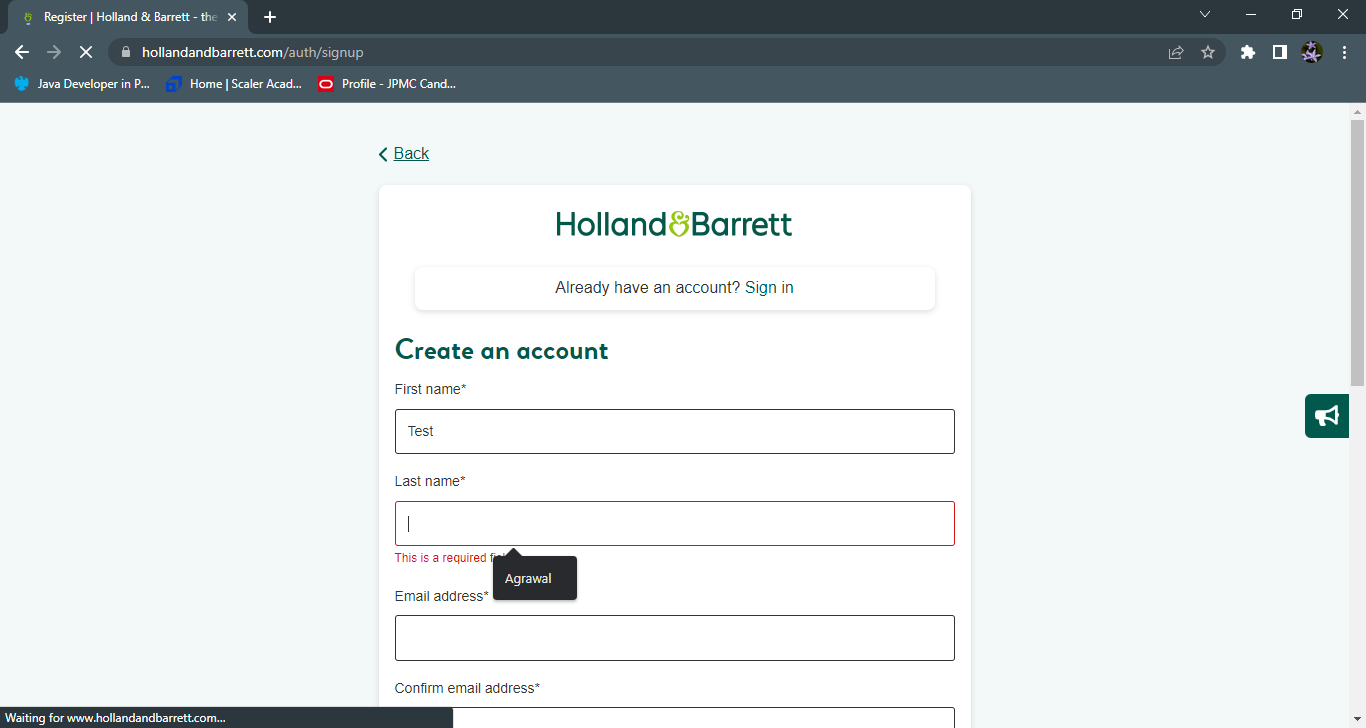 Register | Holland & Barrett - the
hollandandbarrett.com/auth/signup
Java Developer in P...
Home | Scaler Acad...
Profile - JPMC Cand...
Back
Holland&Barrett
Already have an account? Sign in
Create an account
First name*
Test
Last name*
This is a required
Agrawal
Email address*
Confirm email address*
Waiting for www.hollandandbarrett.com...